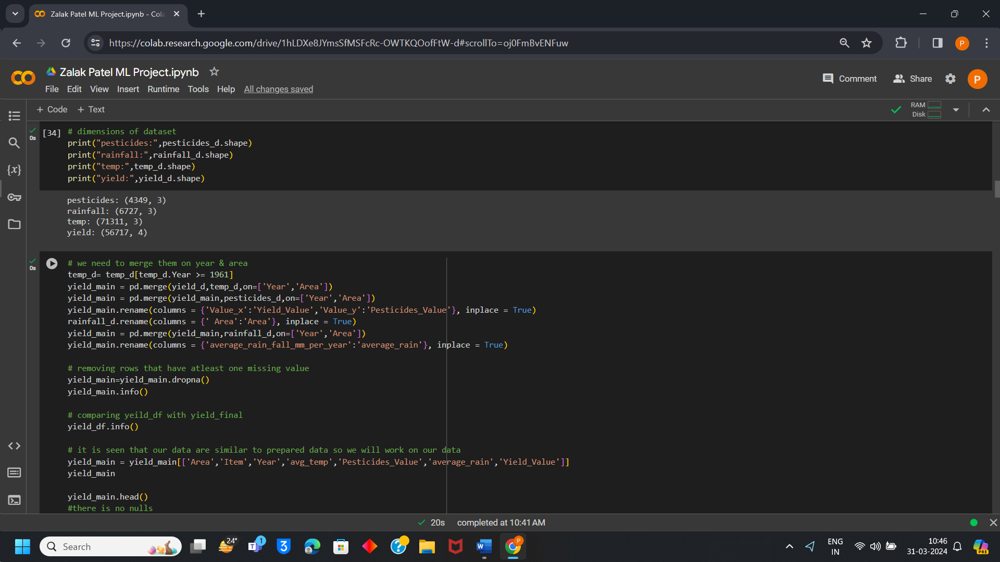 Zalak Patel ML Project.ipynb - Cola
https://colab.research.google.com/drive/1hLDXe8JYmsSfMSFcRc-OWTKQOofFtW-d#scrollTo=oj0FmBvENFuw
P
Zalak Patel ML Project.ipynb
File Edit View Insert Runtime Tools Help All changes saved
Comment Share P
+ Code + Text
RAM
Disk
0s
[34] # dimensions of dataset
print("pesticides:",pesticides_d.shape)
print("rainfall:",rainfall_d.shape)
print("temp:",temp_d.shape)
print("yield:",yield_d.shape)
{x}
pesticides: (4349, 3)
rainfall: (6727, 3)
temp: (71311, 3)
yield: (56717, 4)
0s
# we need to merge them on year & area
temp_d= temp_d[temp_d.Year >= 1961]
yield_main = pd.merge(yield_d,temp_d,on=['Year','Area'])
yield_main = pd.merge(yield_main,pesticides_d,on=['Year','Area'])
yield_main.rename(columns = {'Value_x':'Yield_Value','Value_y':'Pesticides_Value'}, inplace = True)
rainfall_d.rename(columns = {' Area':'Area'}, inplace = True)
yield_main = pd.merge(yield_main,rainfall_d,on=['Year','Area'])
yield_main.rename(columns = {'average_rain_fall_mm_per_year':'average_rain'}, inplace = True)
# removing rows that have atleast one missing value
yield_main=yield_main.dropna()
yield_main.info()
# comparing yeild_df with yield_final
yield_df.info()
# it is seen that our data are similar to prepared data so we will work on our data
yield_main = yield_main[['Area','Item','Year','avg_temp','Pesticides_Value','average_rain','Yield_Value']]
yield_main
yield_main.head()
#there is no nulls
20s completed at 10:41 AM
Search
24°
1
T
3
W
P
ENG
IN
10:46
31-03-2024
PRE